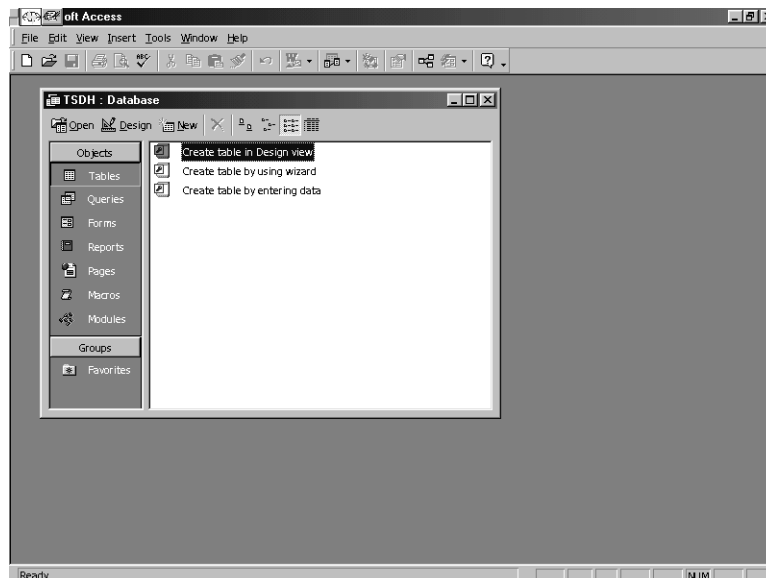 oft Access
File Edit View Insert Tools Window Help
TSDH : Database
Open Design New
Objects
Tables
Queries
Forms
Reports
Pages
Macros
Modules
Groups
Favorites
Create table in Design view
Create table by using wizard
Create table by entering data
Ready
NUM